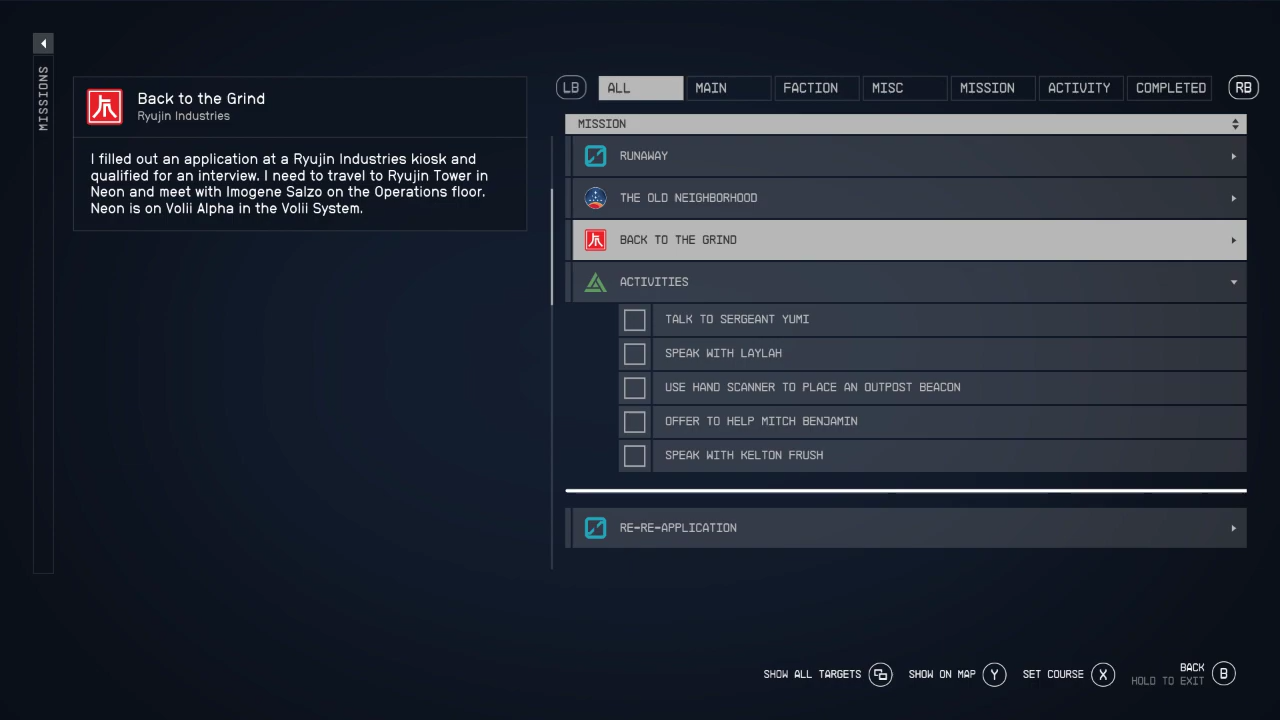 MISSIONS
Back to the Grind
Ryujin Industries
I filled out an application at a Ryujin Industries kiosk and
qualified for an interview. I need to travel to Ryujin Tower in
Neon and meet with Imogene Salzo on the Operations floor.
Neon is on Volii Alpha in the Volii System.
LB ALL MAIN FACTION MISC MISSION ACTIVITY COMPLETED RB
MISSION
RUNAWAY
THE OLD NEIGHBORHOOD
BACK TO THE GRIND
ACTIVITIES
TALK TO SERGEANT YUMI
SPEAK WITH LAYLAH
USE HAND SCANNER TO PLACE AN OUTPOST BEACON
OFFER TO HELP MITCH BENJAMIN
SPEAK WITH KELTON FRUSH
RE-RE-APPLICATION
SHOW ALL TARGETS SHOW ON MAP Y SET COURSE X BACK B
HOLD TO EXIT